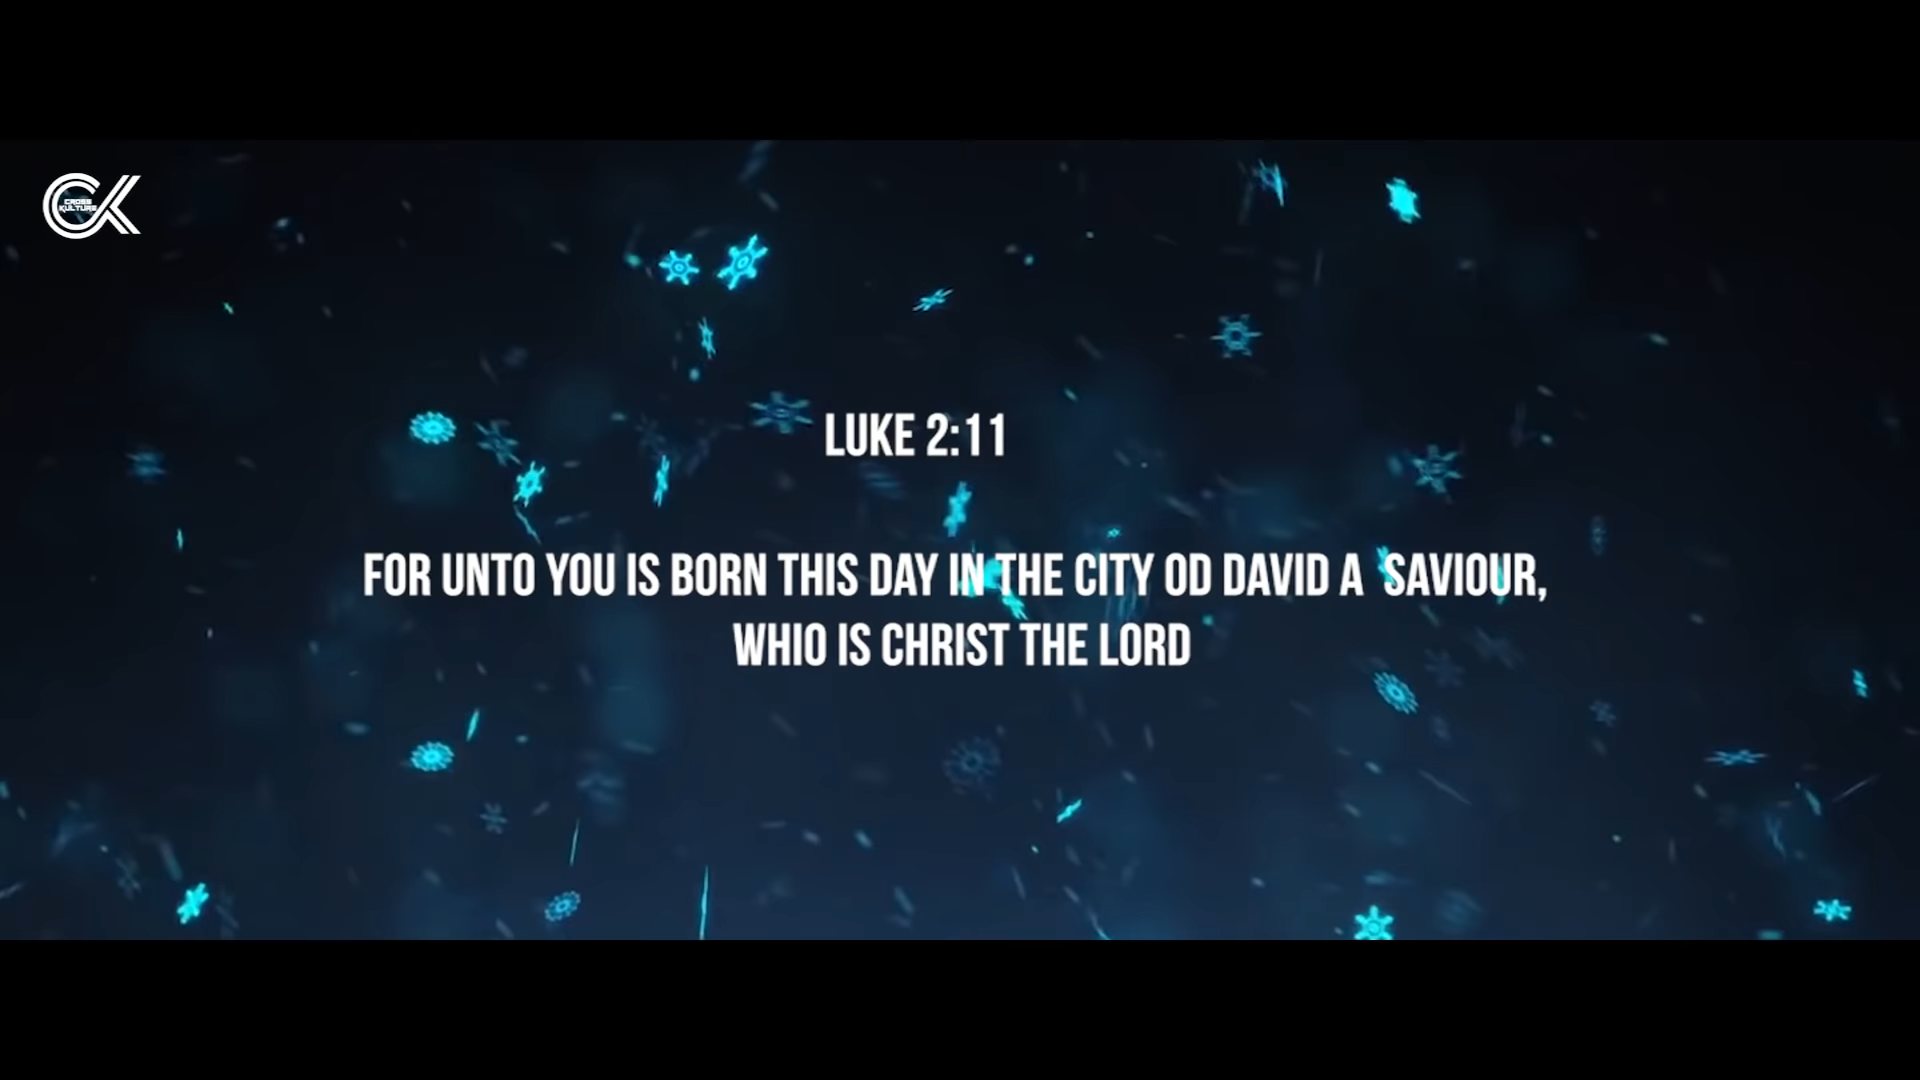 CROSS
KULTURE
LUKE 2:11
FOR UNTO YOU IS BORN THIS DAY IN THE CITY OD DAVID A SAVIOUR,
WHIO IS CHRIST THE LORD